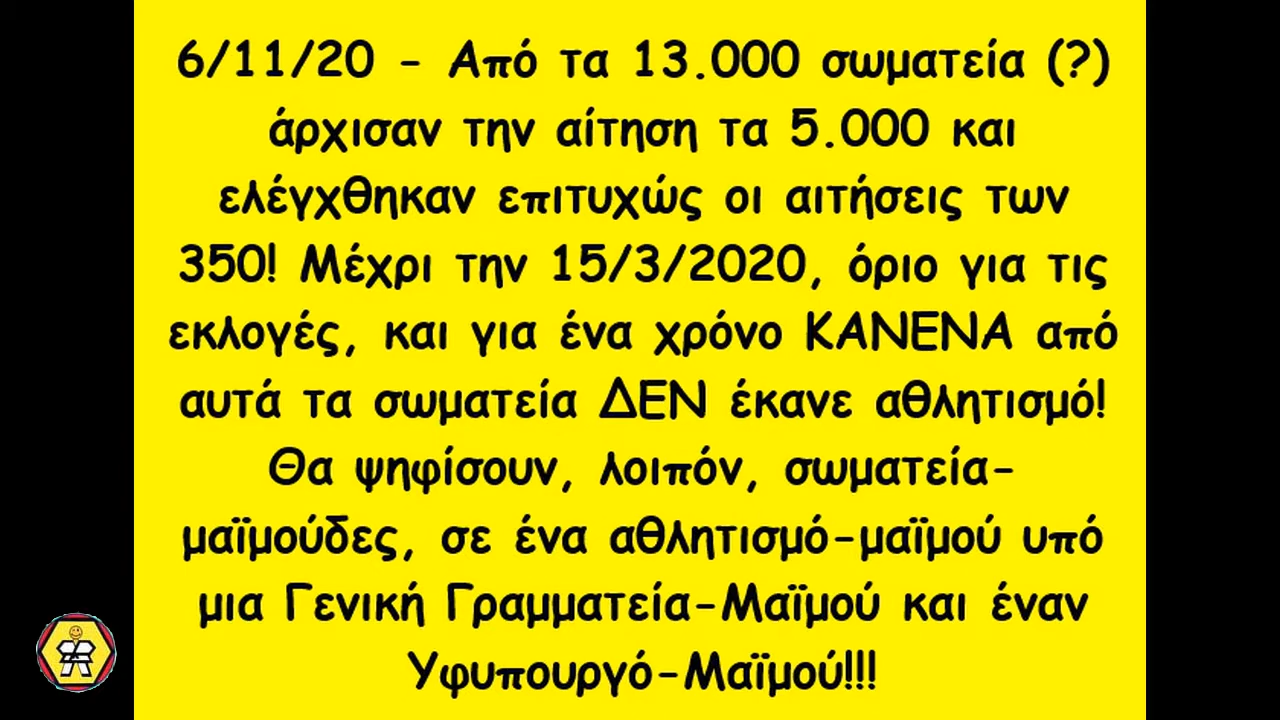 6/11/20 - Από τα 13.000 σωματεία (?)
άρχισαν την αίτηση τα 5.000 και
ελέγχθηκαν επιτυχώς οι αιτήσεις των
350! Μέχρι την 15/3/2020, όριο για τις
εκλογές, και για ένα χρόνο ΚΑΝΕΝΑ από
αυτά τα σωματεία ΔΕΝ έκανε αθλητισμό!
Θα ψηφίσουν, λοιπόν, σωματεία-
μαϊμούδες, σε ένα αθλητισμό-μαϊμού υπό
μια Γενική Γραμματεία-Μαϊμού και έναν
Υφυπουργό-Μαϊμού!!!